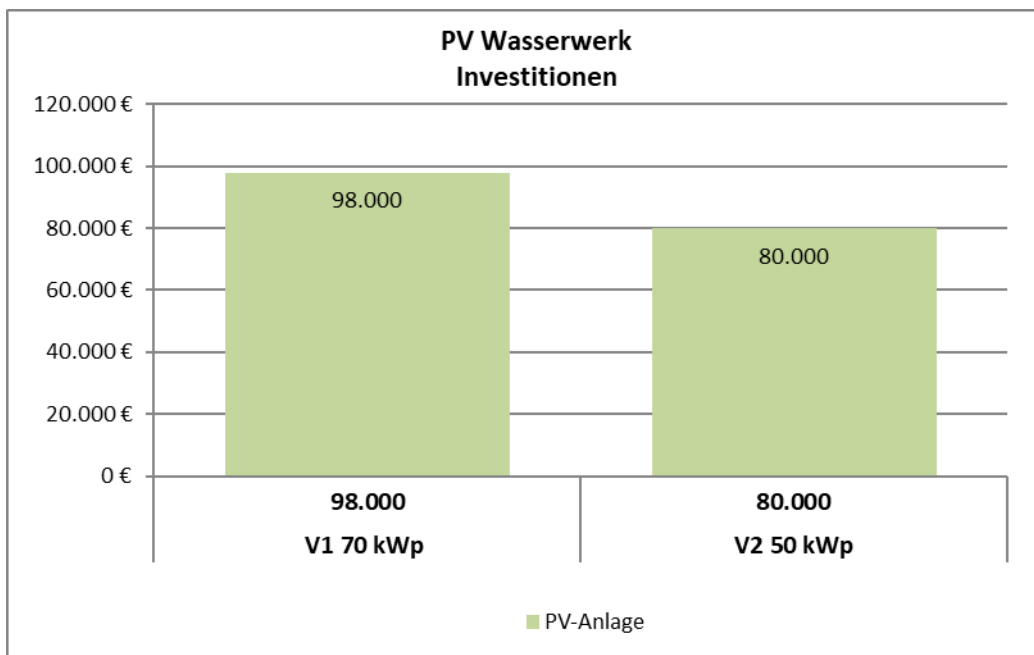 PV Wasserwerk
Investitionen
120.000 €
100.000 €
80.000 €
60.000 €
40.000 €
20.000 €
0 €
98.000
80.000
98.000
80.000
V1 70 kWp
V2 50 kWp
PV-Anlage